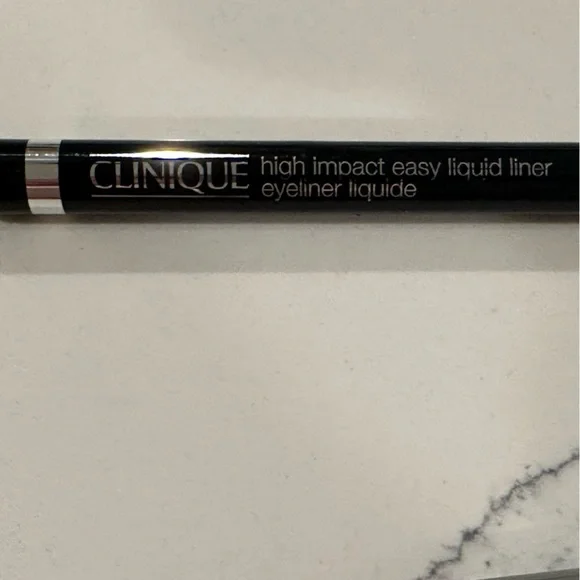 CLINIQUE
high impact easy liquid liner
eyeliner liquide